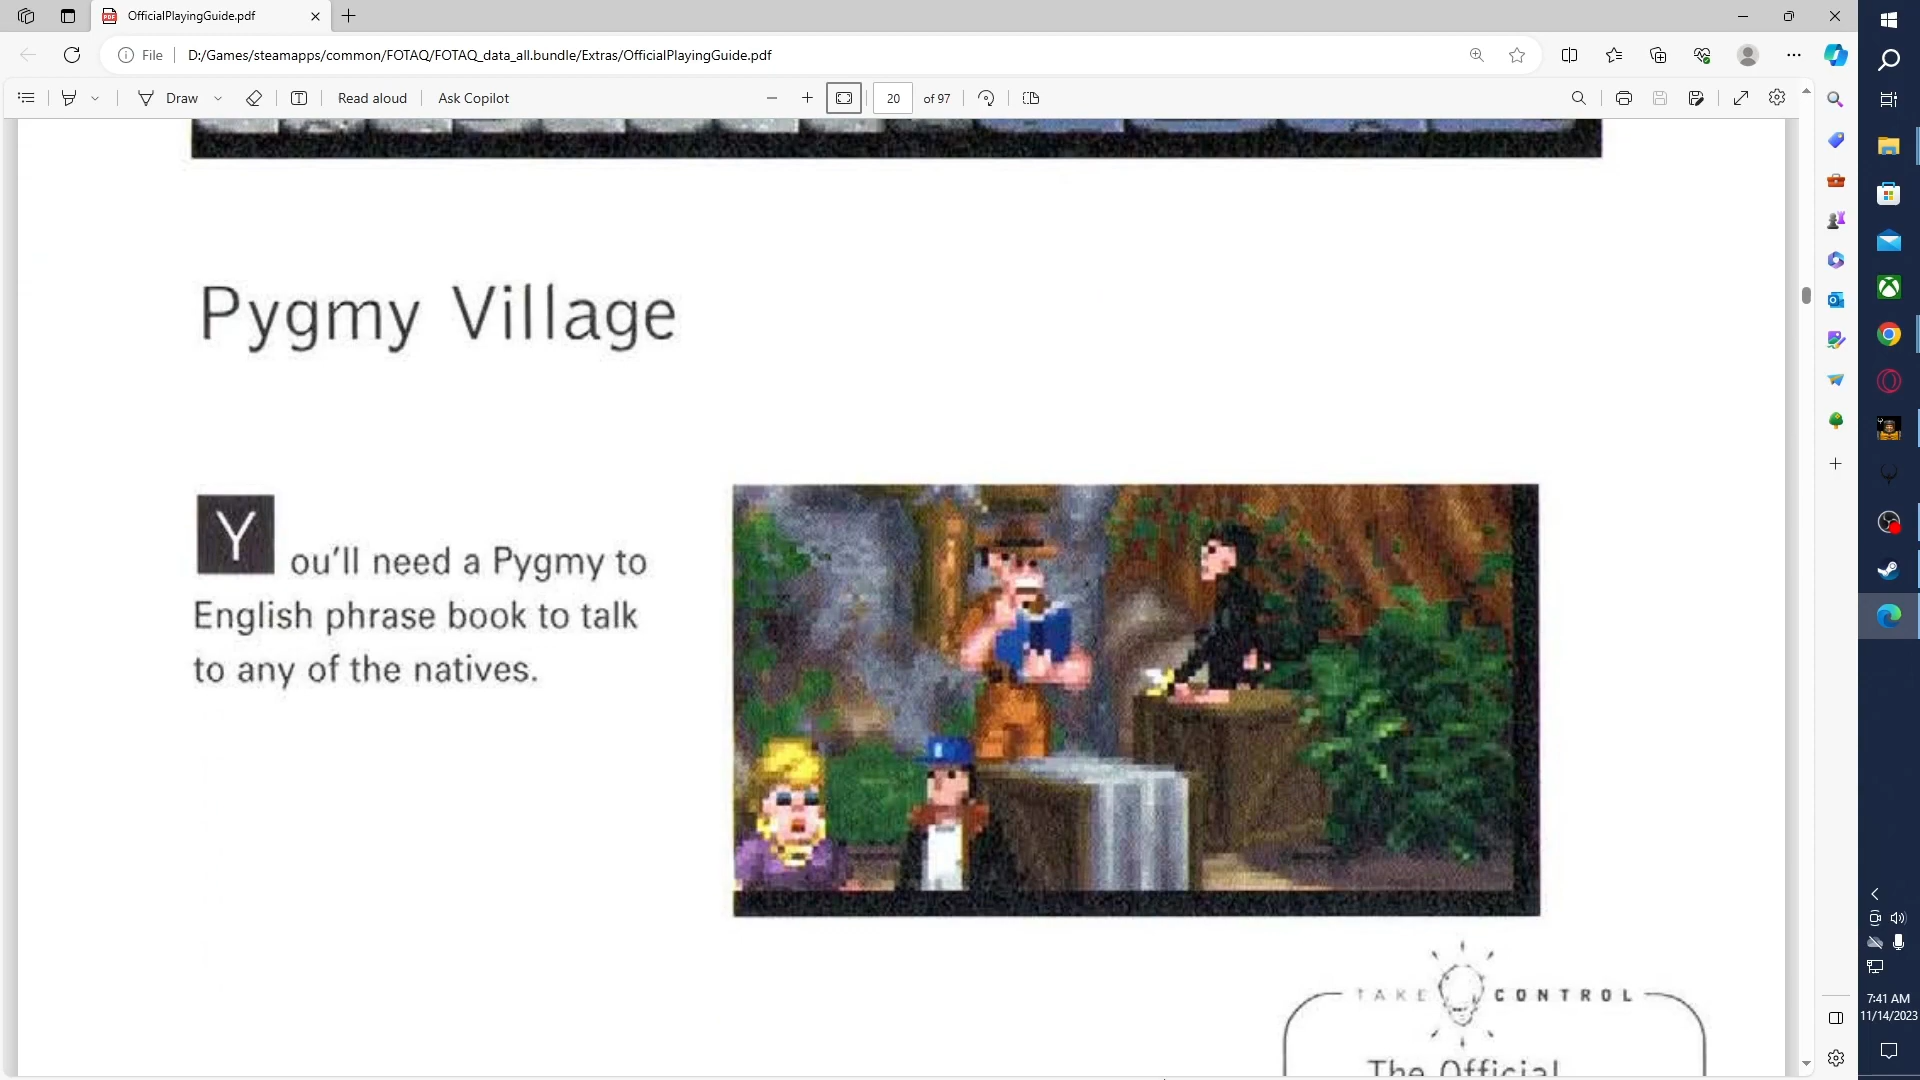 OfficialPlayingGuide.pdf
File
D:/Games/steamapps/common/FOTAQ/FOTAQ_data_all.bundle/Extras/OfficialPlayingGuide.pdf
Draw
Read aloud
Ask Copilot
20 of 97
Pygmy Village
You'll need a Pygmy to
English phrase book to talk
to any of the natives.
TAKE CONTROL
The Official
7:41 AM
11/14/2023